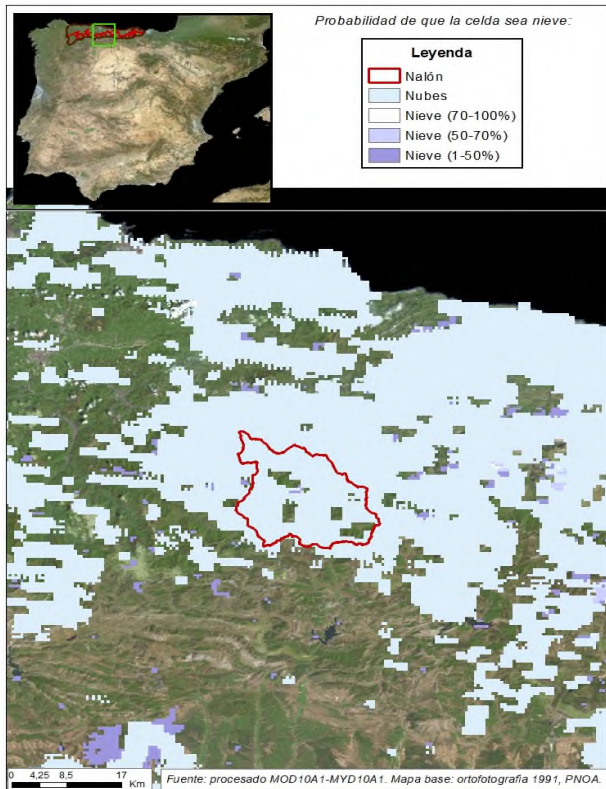 Probabilidad de que la celda sea nieve:
Leyenda
Nalón
Nubes
Nieve (70-100%)
Nieve (50-70%)
Nieve (1-50%)
0 4,25 8,5 17
Km
Fuente: procesado MOD10A1-MYD10A1. Mapa base: ortofotografia 1991, PNOA.